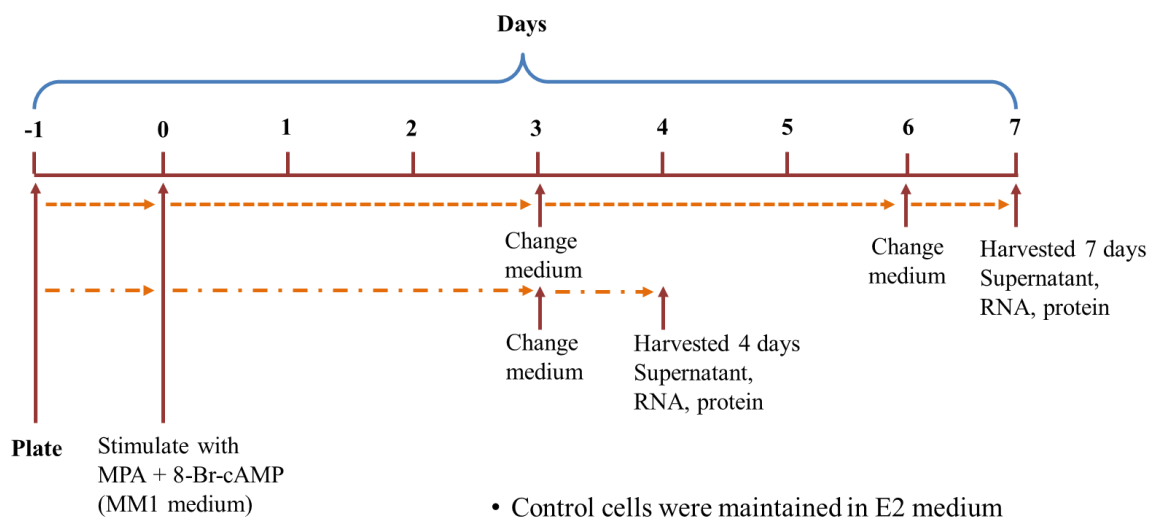 Days
-1 0 1 2 3 4 5 6 7
Change
medium
Change
medium
Harvested 7 days
Supernatant,
RNA, protein
Change
medium
Harvested 4 days
Supernatant,
RNA, protein
Plate
Stimulate with
MPA + 8-Br-cAMP
(MM1 medium)
• Control cells were maintained in E2 medium